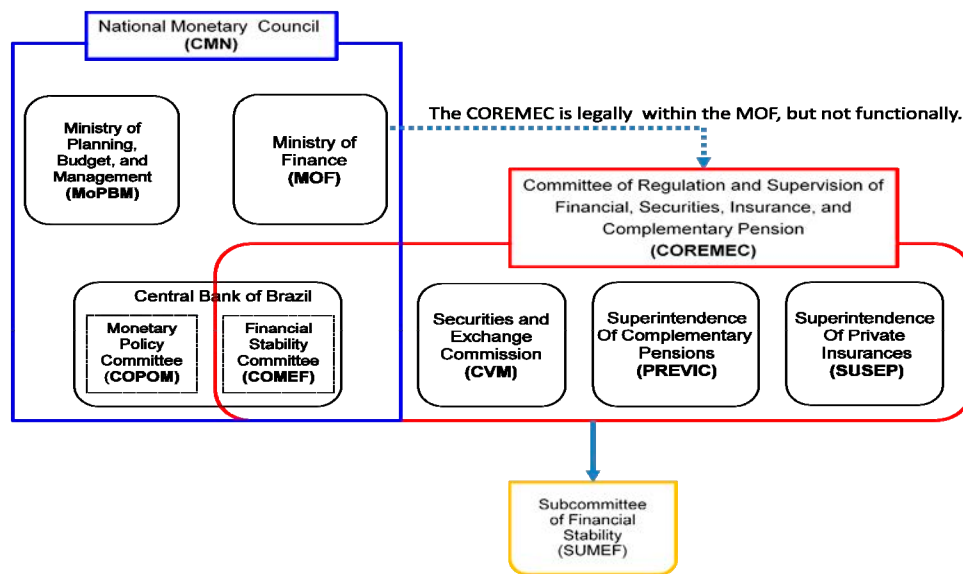 National Monetary Council
(CMN)
The COREMEC is legally within the MOF, but not functionally.
Ministry of
Planning,
Budget, and
Management
(MoPBM)
Ministry of
Finance
(MOF)
Committee of Regulation and Supervision of
Financial, Securities, Insurance, and
Complementary Pension
(COREMEC)
Central Bank of Brazil
Monetary
Policy
Committee
(COPOM)
Financial
Stability
Committee
(COMEF)
Securities and
Exchange
Commission
(CVM)
Superintendence
Of Complementary
Pensions
(PREVIC)
Superintendence
Of Private
Insurances
(SUSEP)
Subcommittee
of Financial
Stability
(SUMEF)